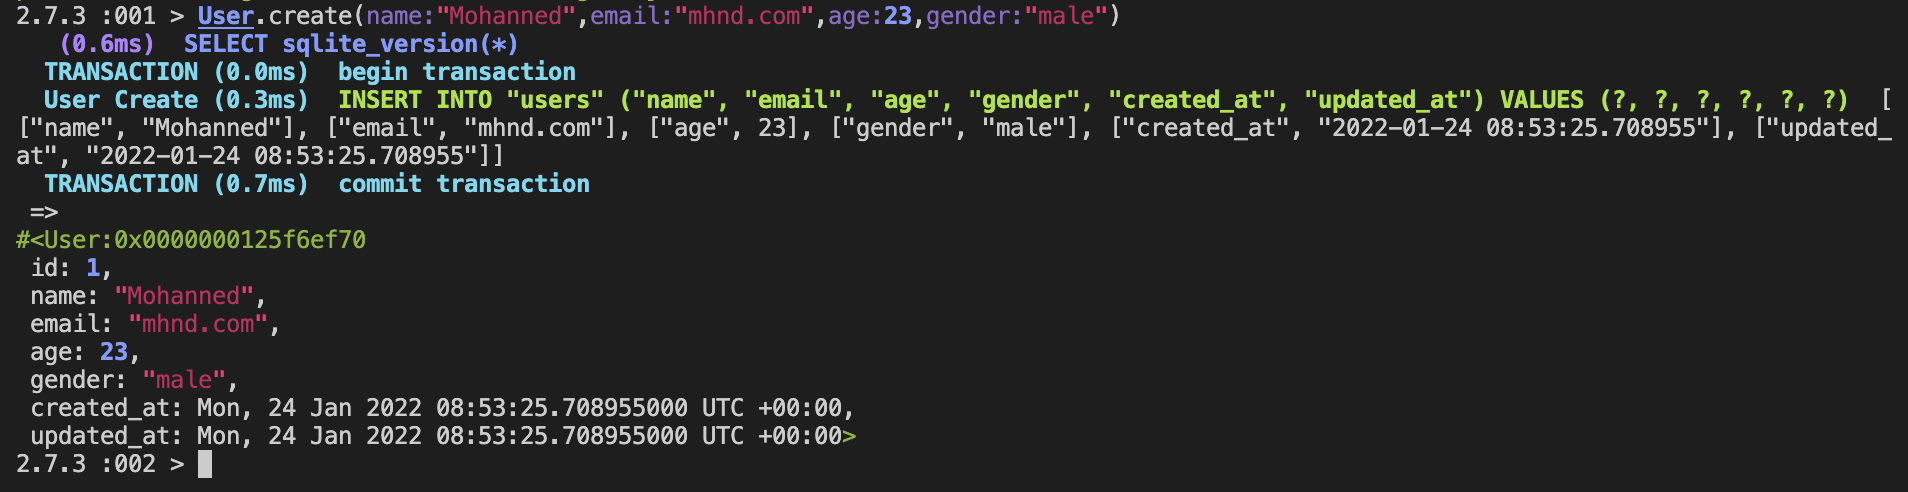 2.7.3 :001 > User.create(name:"Mohanned",email:"mhnd.com",age:23,gender:"male")
(0.6ms)  SELECT sqlite_version(*)
TRANSACTION (0.0ms)  begin transaction
User Create (0.3ms)  INSERT INTO "users" ("name", "email", "age", "gender", "created_at", "updated_at") VALUES (?, ?, ?, ?, ?, ?)  [
["name", "Mohanned"], ["email", "mhnd.com"], ["age", 23], ["gender", "male"], ["created_at", "2022-01-24 08:53:25.708955"], ["updated_
at", "2022-01-24 08:53:25.708955"]]
TRANSACTION (0.7ms)  commit transaction
=>
#<User:0x0000000125f6ef70
id: 1,
name: "Mohanned",
email: "mhnd.com",
age: 23,
gender: "male",
created_at: Mon, 24 Jan 2022 08:53:25.708955000 UTC +00:00,
updated_at: Mon, 24 Jan 2022 08:53:25.708955000 UTC +00:00>
2.7.3 :002 >